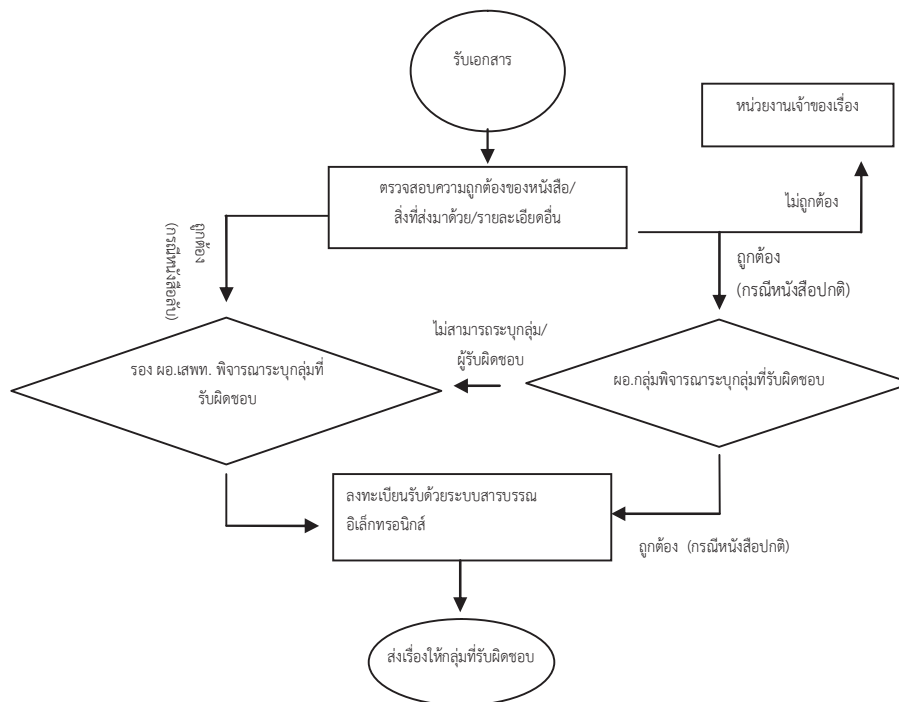 รับเอกสาร
หน่วยงานเจ้าของเรื่อง
ตรวจสอบความถูกต้องของหนังสือ/
สิ่งที่ส่งมาด้วย/รายละเอียดอื่น
ไม่ถูกต้อง
ถูกต้อง
(กรณีหนังสือลับ)
ถูกต้อง
(กรณีหนังสือปกติ)
ไม่สามารถระบุกลุ่ม/
ผู้รับผิดชอบ
รอง ผอ.เสพท. พิจารณาระบุกลุ่มที่
รับผิดชอบ
ผอ.กลุ่มพิจารณาระบุกลุ่มที่รับผิดชอบ
ลงทะเบียนรับด้วยระบบสารบรรณ
อิเล็กทรอนิกส์
ถูกต้อง (กรณีหนังสือปกติ)
ส่งเรื่องให้กลุ่มที่รับผิดชอบ